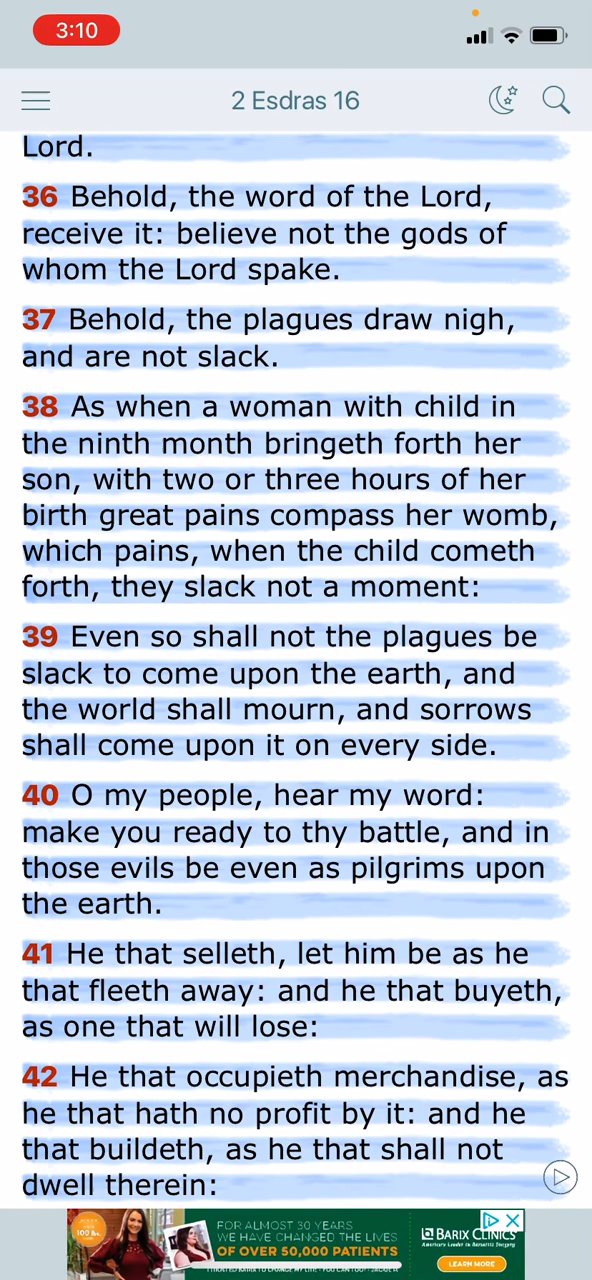 3:10
2 Esdras 16
Lord.
36 Behold, the word of the Lord,
receive it: believe not the gods of
whom the Lord spake.
37 Behold, the plagues draw nigh,
and are not slack.
38 As when a woman with child in
the ninth month bringeth forth her
son, with two or three hours of her
birth great pains compass her womb,
which pains, when the child cometh
forth, they slack not a moment:
39 Even so shall not the plagues be
slack to come upon the earth, and
the world shall mourn, and sorrows
shall come upon it on every side.
40 O my people, hear my word:
make you ready to thy battle, and in
those evils be even as pilgrims upon
the earth.
41 He that selleth, let him be as he
that fleeth away: and he that buyeth,
as one that will lose:
42 He that occupieth merchandise, as
he that hath no profit by it: and he
that buildeth, as he that shall not
dwell therein:
100 lbs.
FOR ALMOST 30 YEARS
WE HAVE CHANGED THE LIVES
OF OVER 50,000 PATIENTS
BARIX CLINICS
America's Leader in Bariatric Surgery
LEARN MORE